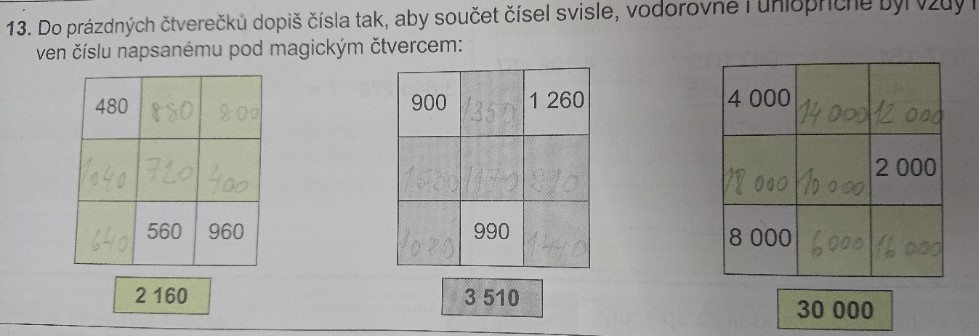 13. Do prázdných čtverečků dopiš čísla tak, aby součet čísel svisle, vodorovně i úhlopříčně byl vždy r
ven číslu napsanému pod magickým čtvercem:
480 880 800
1040 720 400
640 560 960
2 160
900 1350 1 260
1530 1170 810
1080 990 1440
3 510
4 000 14 000 12 000
18 000 10 000 2 000
8 000 6 000 16 000
30 000